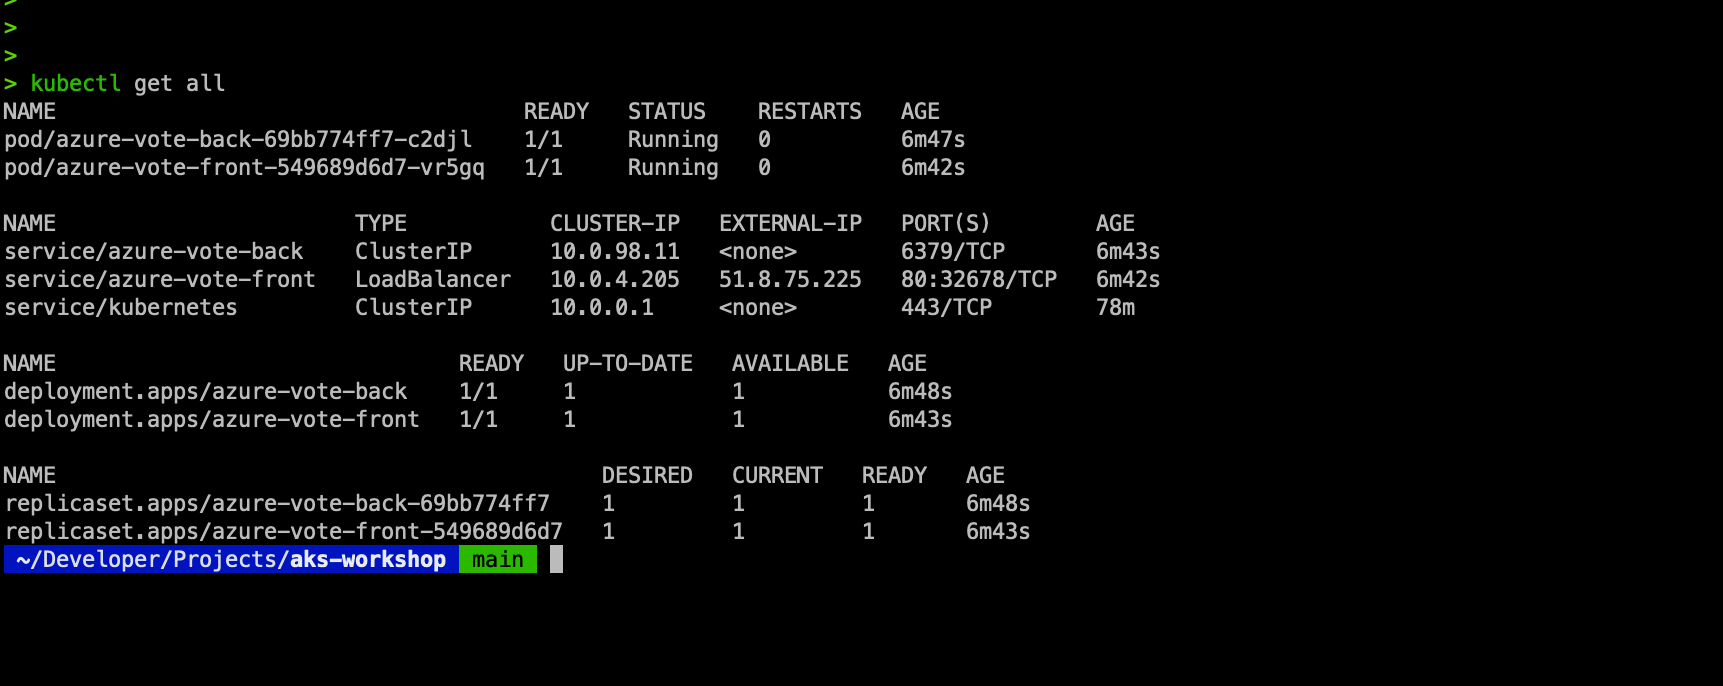 >
>
>
> kubectl get all
NAME READY STATUS RESTARTS AGE
pod/azure-vote-back-69bb774ff7-c2djl 1/1 Running 0 6m47s
pod/azure-vote-front-549689d6d7-vr5gq 1/1 Running 0 6m42s
NAME TYPE CLUSTER-IP EXTERNAL-IP PORT(S) AGE
service/azure-vote-back ClusterIP 10.0.98.11 <none> 6379/TCP 6m43s
service/azure-vote-front LoadBalancer 10.0.4.205 51.8.75.225 80:32678/TCP 6m42s
service/kubernetes ClusterIP 10.0.0.1 <none> 443/TCP 78m
NAME READY UP-TO-DATE AVAILABLE AGE
deployment.apps/azure-vote-back 1/1 1 1 6m48s
deployment.apps/azure-vote-front 1/1 1 1 6m43s
NAME DESIRED CURRENT READY AGE
replicaset.apps/azure-vote-back-69bb774ff7 1 1 1 6m48s
replicaset.apps/azure-vote-front-549689d6d7 1 1 1 6m43s
~/Developer/Projects/aks-workshop main